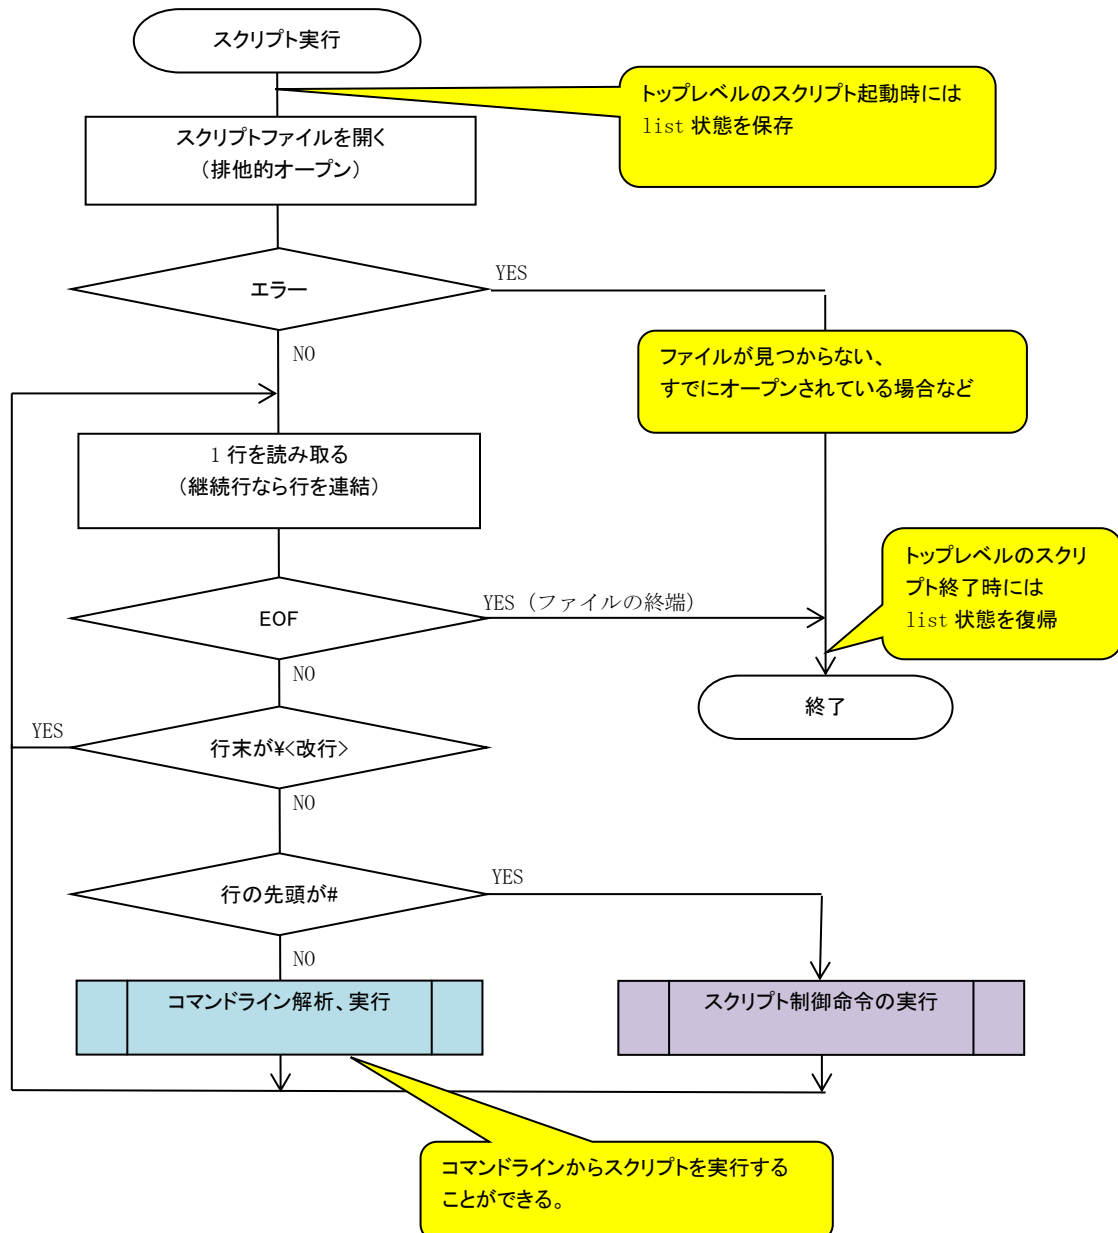 スクリプト実行
トップレベルのスクリプト起動時には
list 状態を保存
スクリプトファイルを開く
（排他的オープン）
エラー
YES
NO
ファイルが見つからない、
すでにオープンされている場合など
1 行を読み取る
（継続行なら行を連結）
トップレベルのスクリ
プト終了時には
list 状態を復帰
EOF
YES（ファイルの終端）
NO
終了
YES
行末が¥<改行>
NO
行の先頭が#
YES
NO
コマンドライン解析、実行
スクリプト制御命令の実行
コマンドラインからスクリプトを実行する
ことができる。